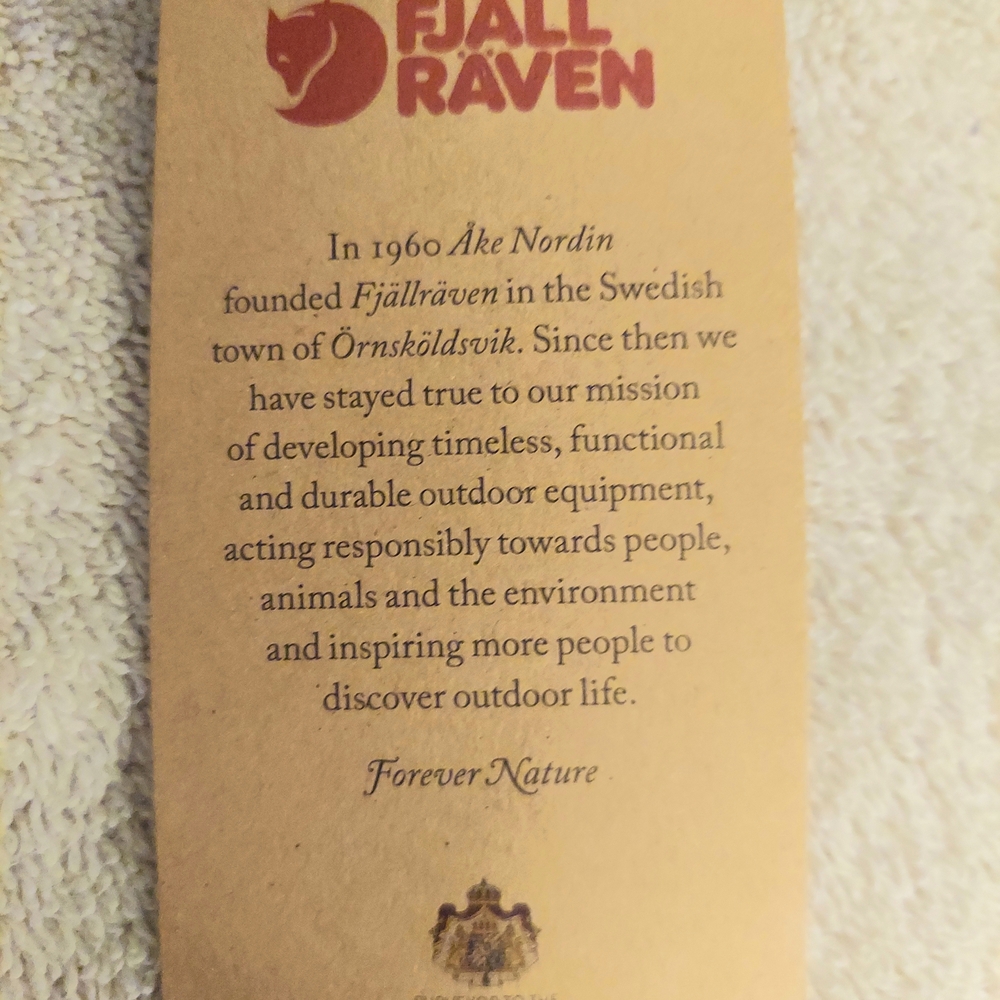 FJÄLL
RÄVEN
In 1960 Åke Nordin
founded Fjällräven in the Swedish
town of Örnsköldsvik. Since then we
have stayed true to our mission
of developing timeless, functional
and durable outdoor equipment,
acting responsibly towards people,
animals and the environment
and inspiring more people to
discover outdoor life.
Forever Nature